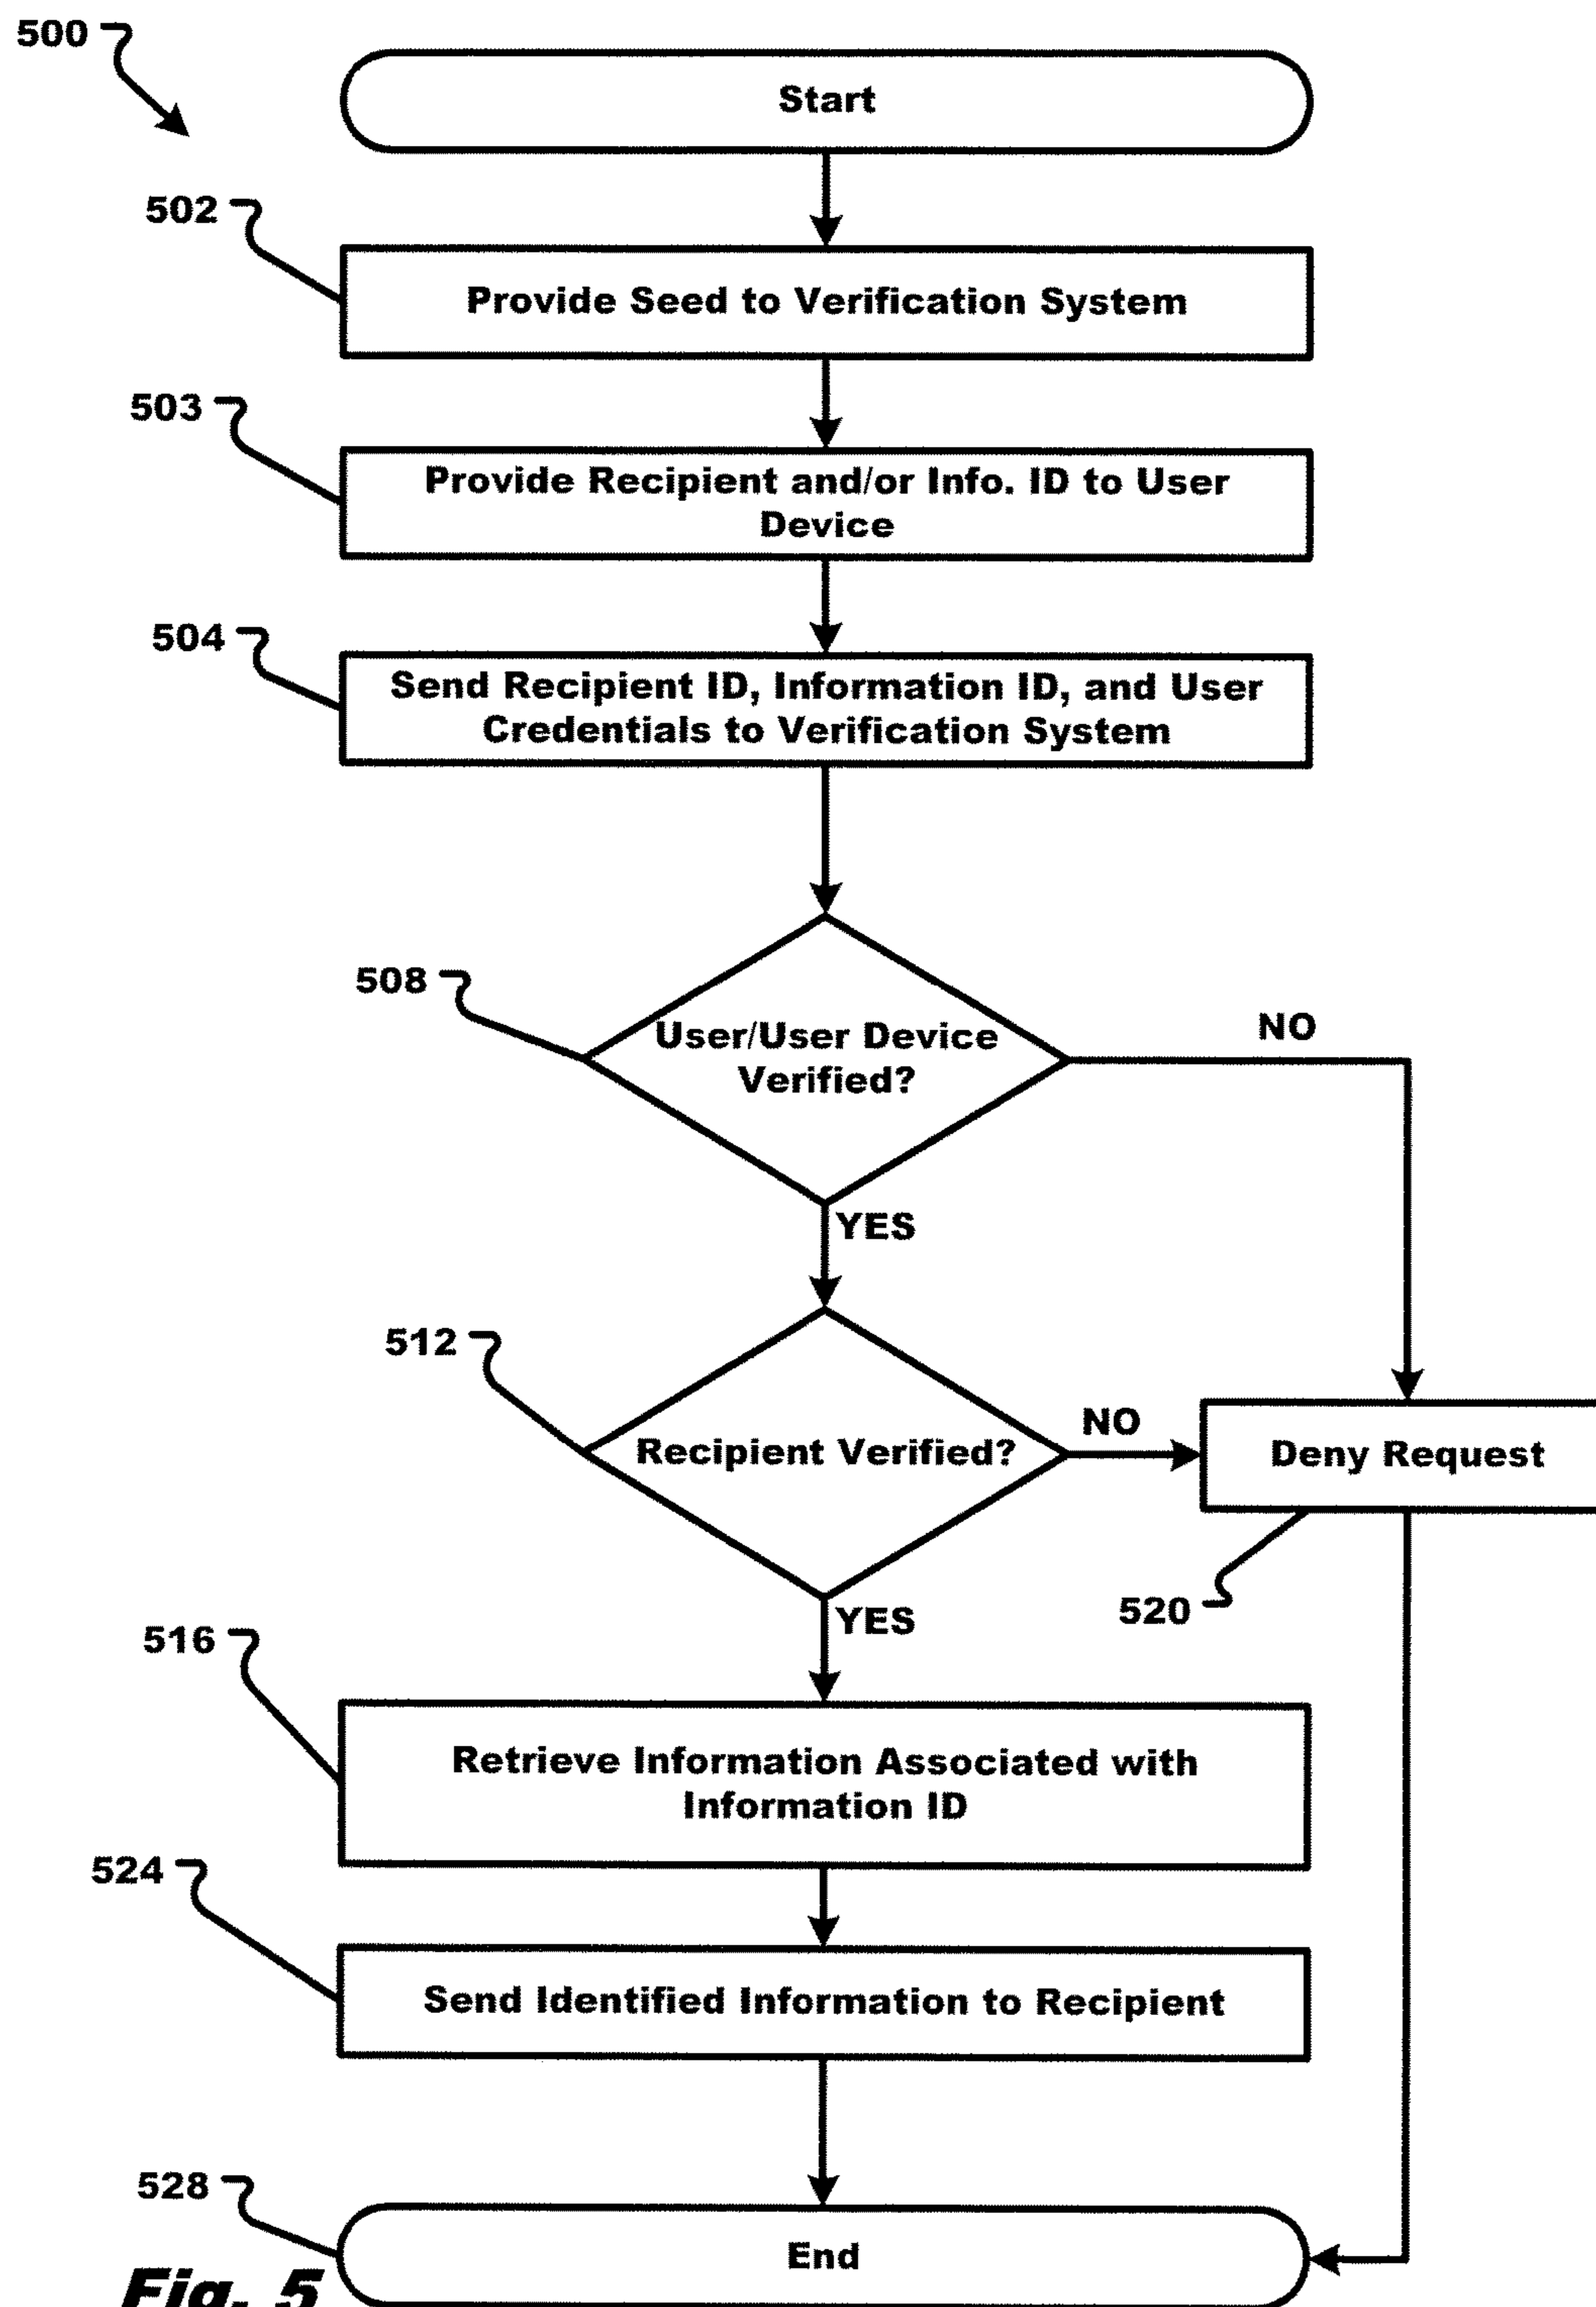 500
Start
502
Provide Seed to Verification System
503
Provide Recipient and/or Info. ID to User
Device
504
Send Recipient ID, Information ID, and User
Credentials to Verification System
508
User/User Device
Verified?
NO
YES
512
Recipient Verified?
NO
Deny Request
520
YES
516
Retrieve Information Associated with
Information ID
524
Send Identified Information to Recipient
528
End
Fig. 5